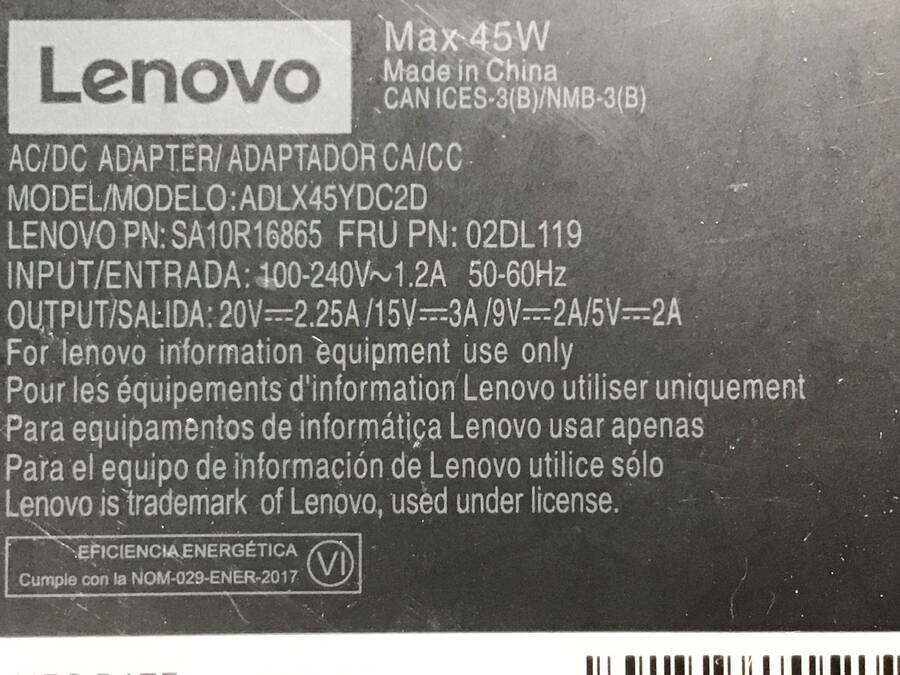 Lenovo
Max 45W
Made in China
CAN ICES-3(B)/NMB-3(B)
AC/DC ADAPTER/ ADAPTADOR CA/CC
MODEL/MODELO:ADLX45YDC2D
LENOVO PN: SA10R16865 FRU PN: 02DL119
INPUT/ENTRADA: 100-240V~1.2A 50-60Hz
OUTPUT/SALIDA: 20V⎓2.25A/15V⎓3A/9V⎓2A/5V⎓2A
For lenovo information equipment use only
Pour les équipements d'information Lenovo utiliser uniquement
Para equipamentos de informática Lenovo usar apenas
Para el equipo de información de Lenovo utilice sólo
Lenovo is trademark of Lenovo, used under license.
EFICIENCIA ENERGÉTICA
Cumple con la NOM-029-ENER-2017
VI